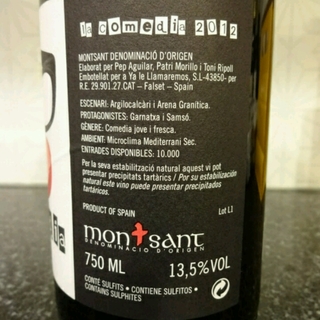 la comedia 2012
MONTSANT DENOMINACIÓ D'ORIGEN
Elaborat per Pep Aguilar, Patri Morillo i Toni Ripoll
Embotellat per a Ya le Llamaremos, S.L-43850- per
R.E. 29.901.27.CAT – Falset – Spain
ESCENARI: Argilocalcàri i Arena Granítica.
PROTAGONISTES: Garnatxa i Samsó.
GÈNERE: Comedia jove i fresca.
AMBIENT: Microclima Mediterrani Sec.
ENTRADES DISPONIBLES: 10.000
Per la seva estabilització natural aquest vi pot
presentar precipitats tartàrics / Por su estabilización
natural este vino puede presentar precipitados
tartáricos.
PRODUCT OF SPAIN Lot L1
montsant
DENOMINACIÓ D'ORIGEN
750 ML 13,5%VOL
CONTÉ SULFITS • CONTIENE SULFITOS •
CONTAINS SULPHITES